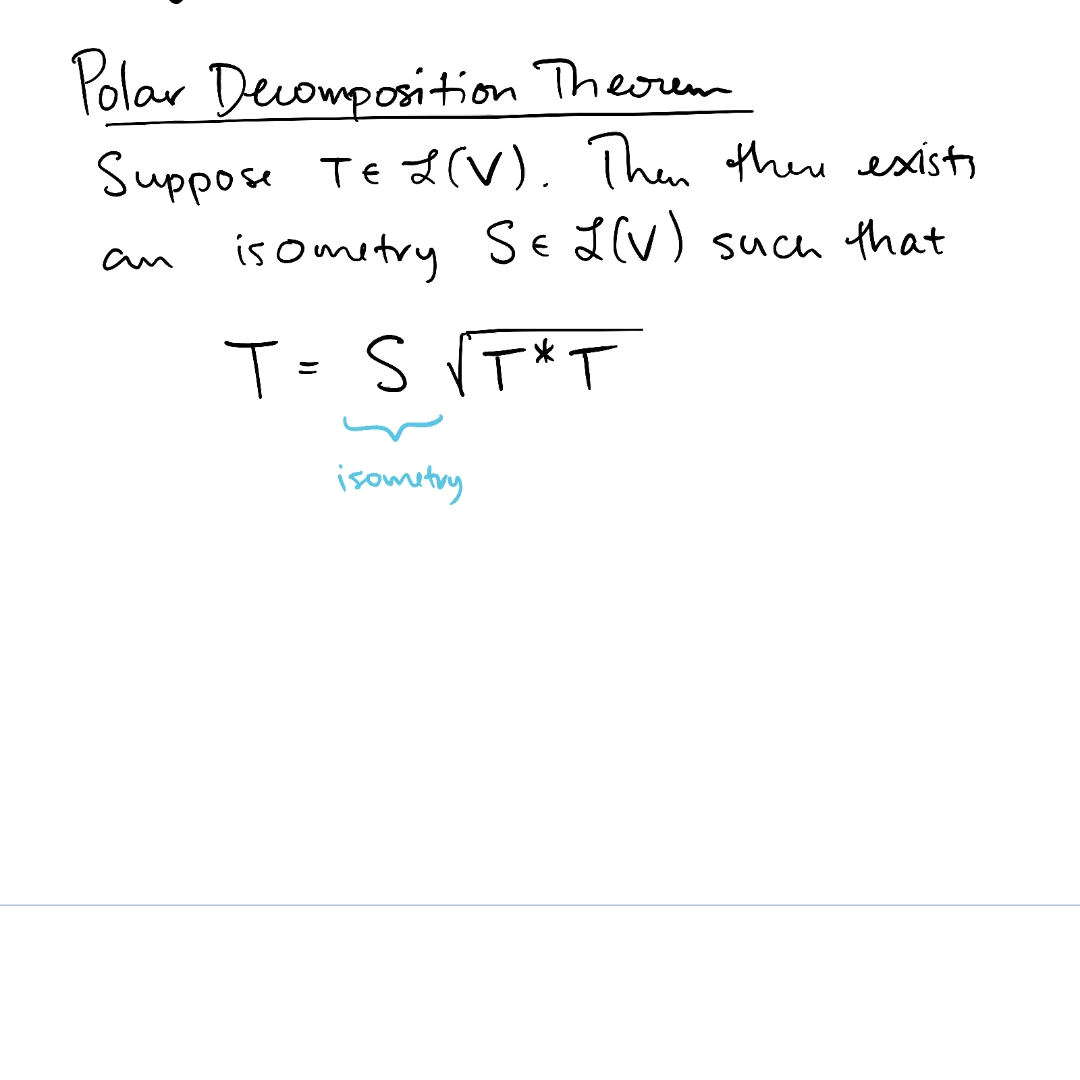 Polar Decomposition Theorem
Suppose T ∈ ℒ(V). Then there exists
an isometry S ∈ ℒ(V) such that
T = S √(T*T)
isometry